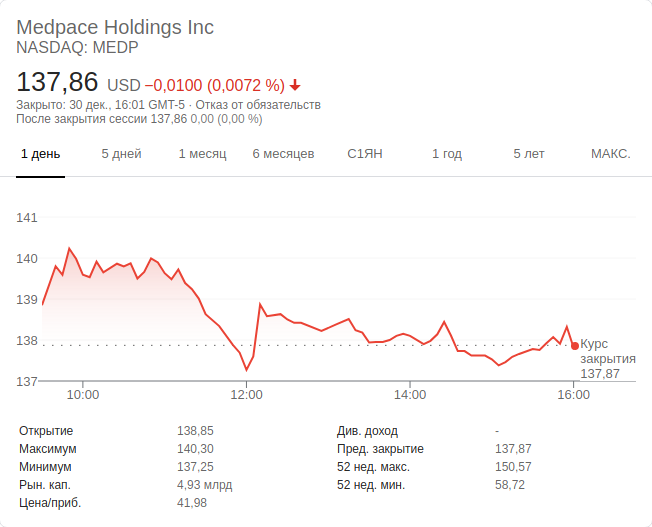 Medpace Holdings Inc
NASDAQ: MEDP
137,86 USD −0,0100 (0,0072 %)
Закрыто: 30 дек., 16:01 GMT-5 · Отказ от обязательств
После закрытия сессии 137,86 0,00 (0,00 %)
1 день 5 дней 1 месяц 6 месяцев С1ЯН 1 год 5 лет МАКС.
141
140
139
138
137
Курс
закрытия
137,87
10:00 12:00 14:00 16:00
Открытие 138,85 Див. доход -
Максимум 140,30 Пред. закрытие 137,87
Минимум 137,25 52 нед. макс. 150,57
Рын. кап. 4,93 млрд 52 нед. мин. 58,72
Цена/приб. 41,98